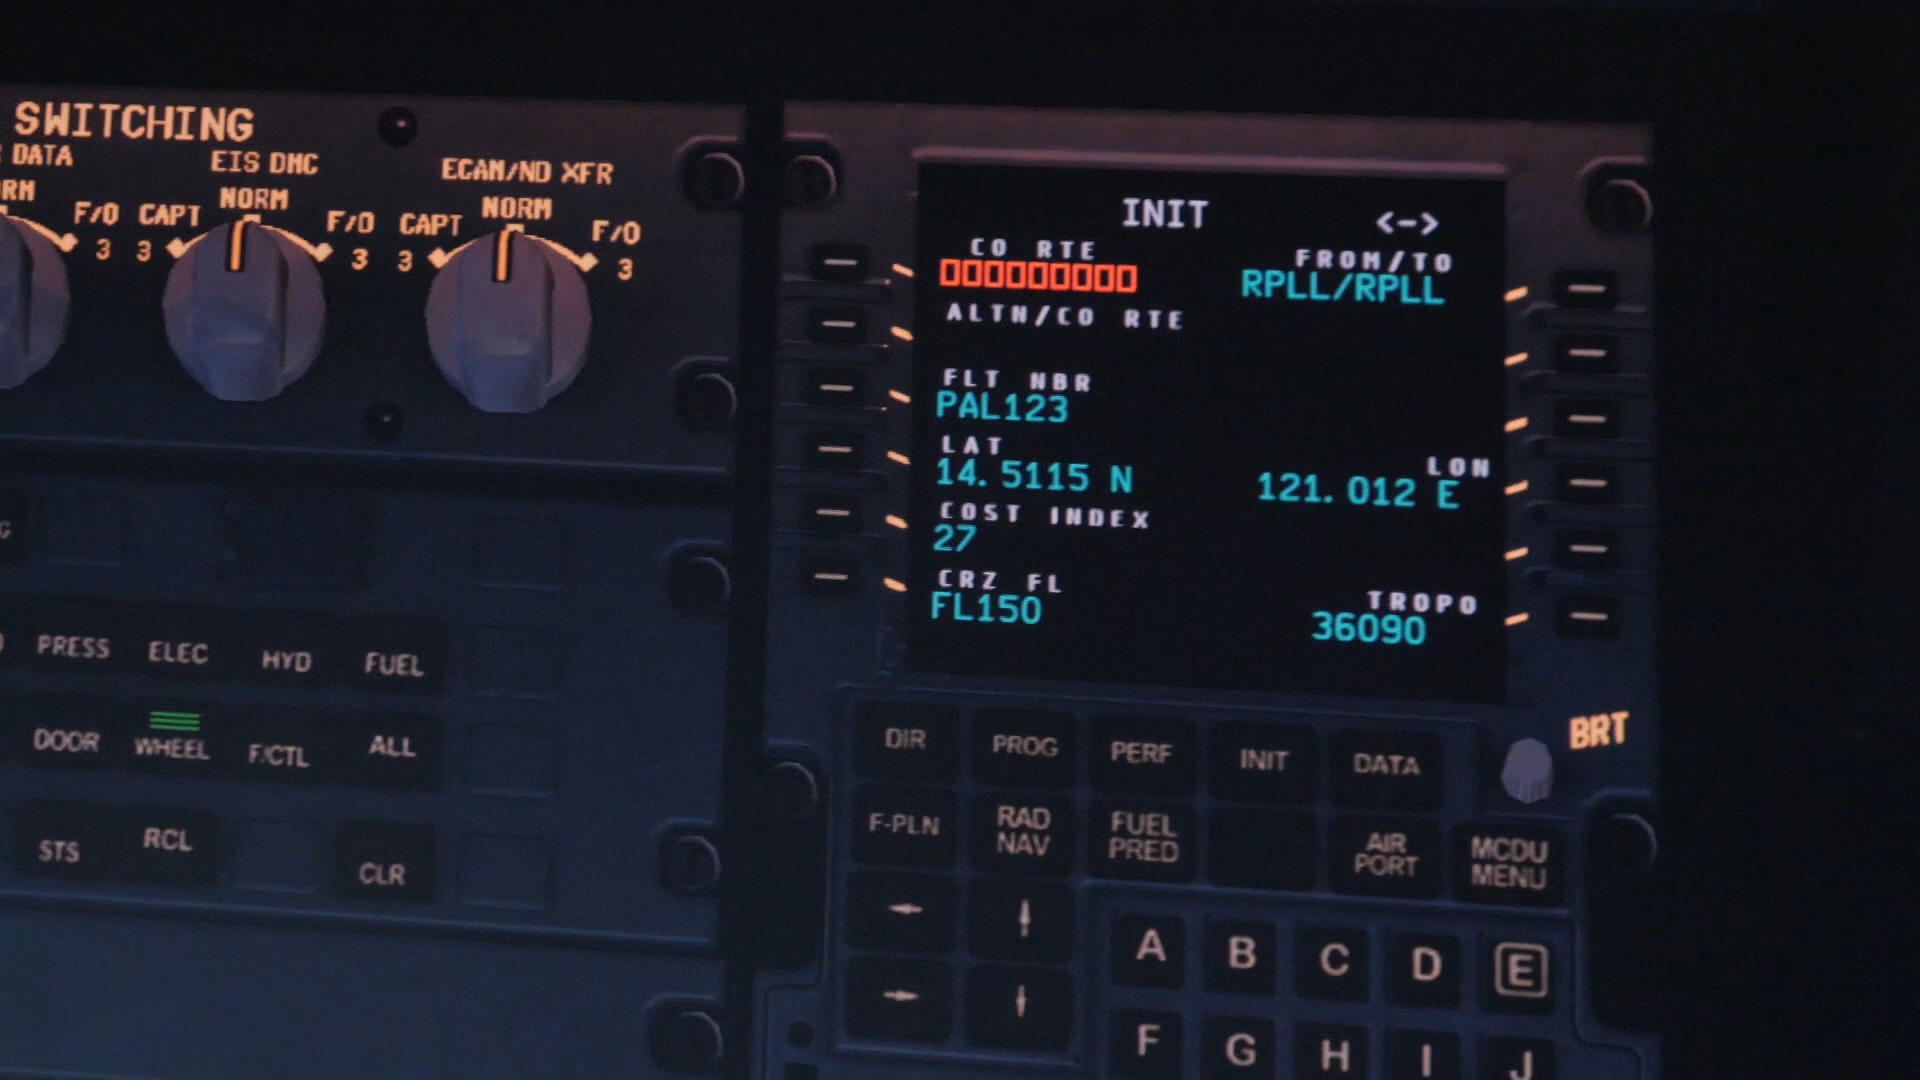 SWITCHING
DATA
EIS DMC
ECAM/ND XFR
NORM
NORM
F/O CAPT
F/O CAPT
F/O
3 3
3 3
3
INIT <->
CO RTE FROM/TO
RPLL/RPLL
ALTN/CO RTE
FLT NBR
PAL123
LAT LON
14.5115 N 121.012 E
COST INDEX
27
CRZ FL TROPO
FL150 36090
BRT
PRESS ELEC HYD FUEL
DOOR WHEEL F/CTL ALL
STS RCL CLR
DIR PROG PERF INIT DATA
F-PLN RAD NAV FUEL PRED AIR PORT MCDU MENU
A B C D E
F G H I J